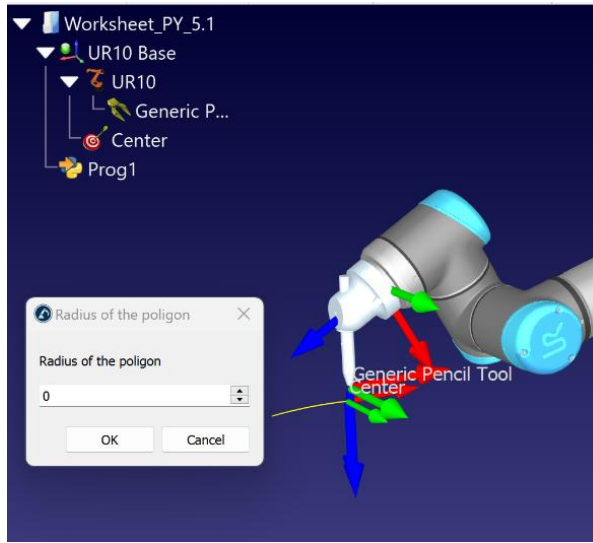 Worksheet_PY_5.1
UR10 Base
UR10
Generic P...
Center
Prog1
Radius of the poligon
Radius of the poligon
0
OK
Cancel
Generic Pencil Tool
Center